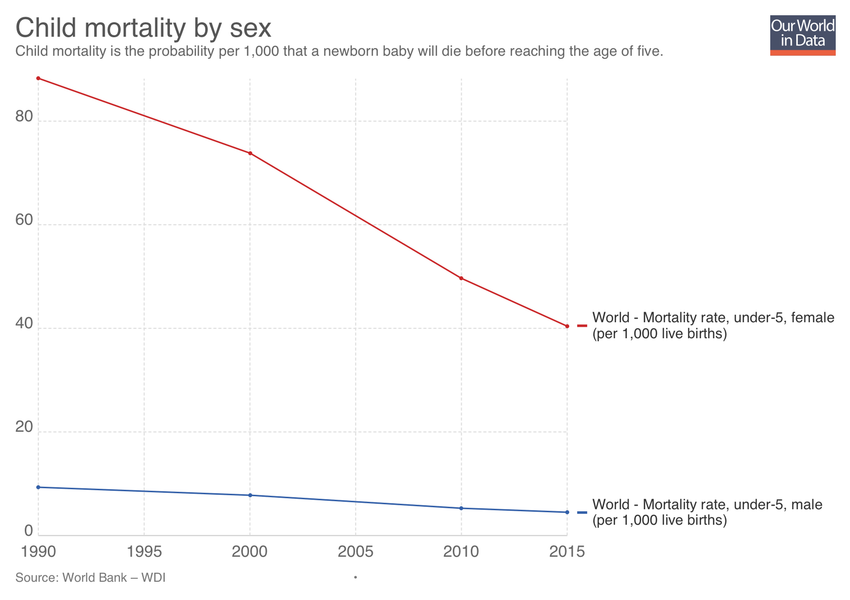 Child mortality by sex
Child mortality is the probability per 1,000 that a newborn baby will die before reaching the age of five.
Our World
in Data
80
60
40
20
0
World - Mortality rate, under-5, female
(per 1,000 live births)
World - Mortality rate, under-5, male
(per 1,000 live births)
1990 1995 2000 2005 2010 2015
Source: World Bank – WDI